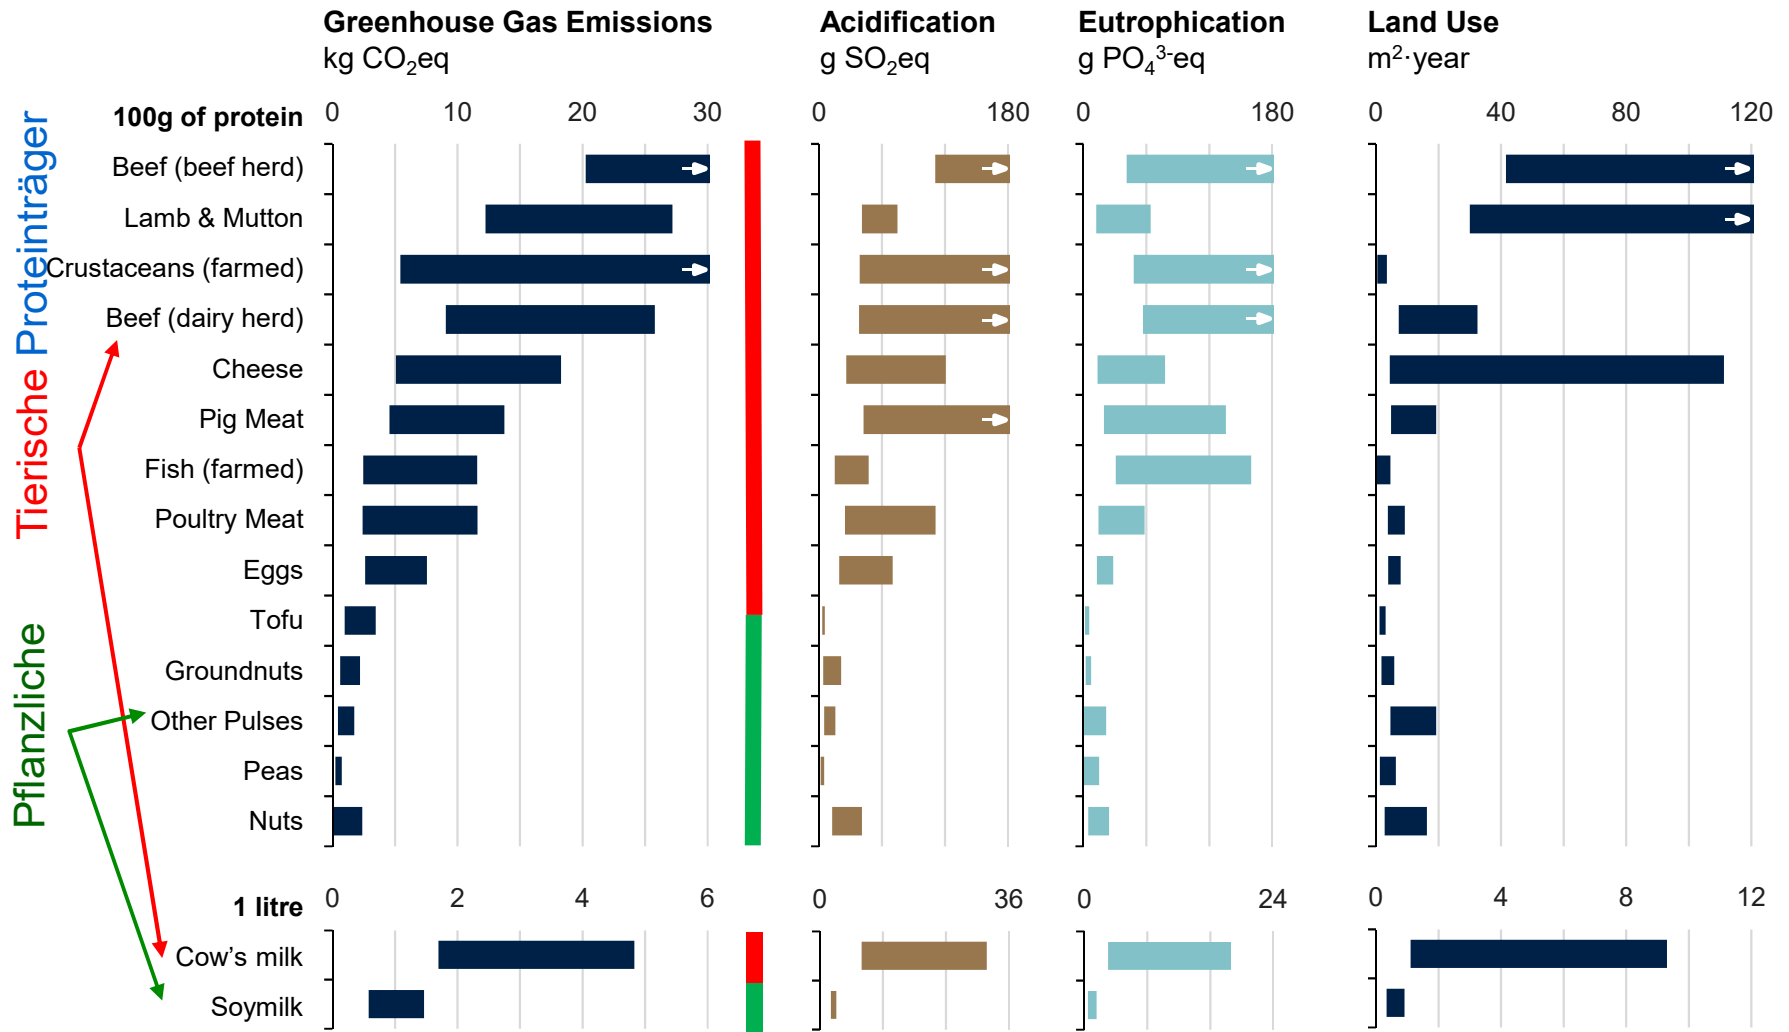 Greenhouse Gas Emissions
kg CO₂eq
Acidification
g SO₂eq
Eutrophication
g PO₄³⁻eq
Land Use
m²·year
100g of protein
0 10 20 30
0 180
0 180
0 40 80 120
Tierische Proteinträger
Beef (beef herd)
Lamb & Mutton
Crustaceans (farmed)
Beef (dairy herd)
Cheese
Pig Meat
Fish (farmed)
Poultry Meat
Eggs
Pflanzliche
Tofu
Groundnuts
Other Pulses
Peas
Nuts
1 litre
0 2 4 6
0 36
0 24
0 4 8 12
Cow’s milk
Soymilk